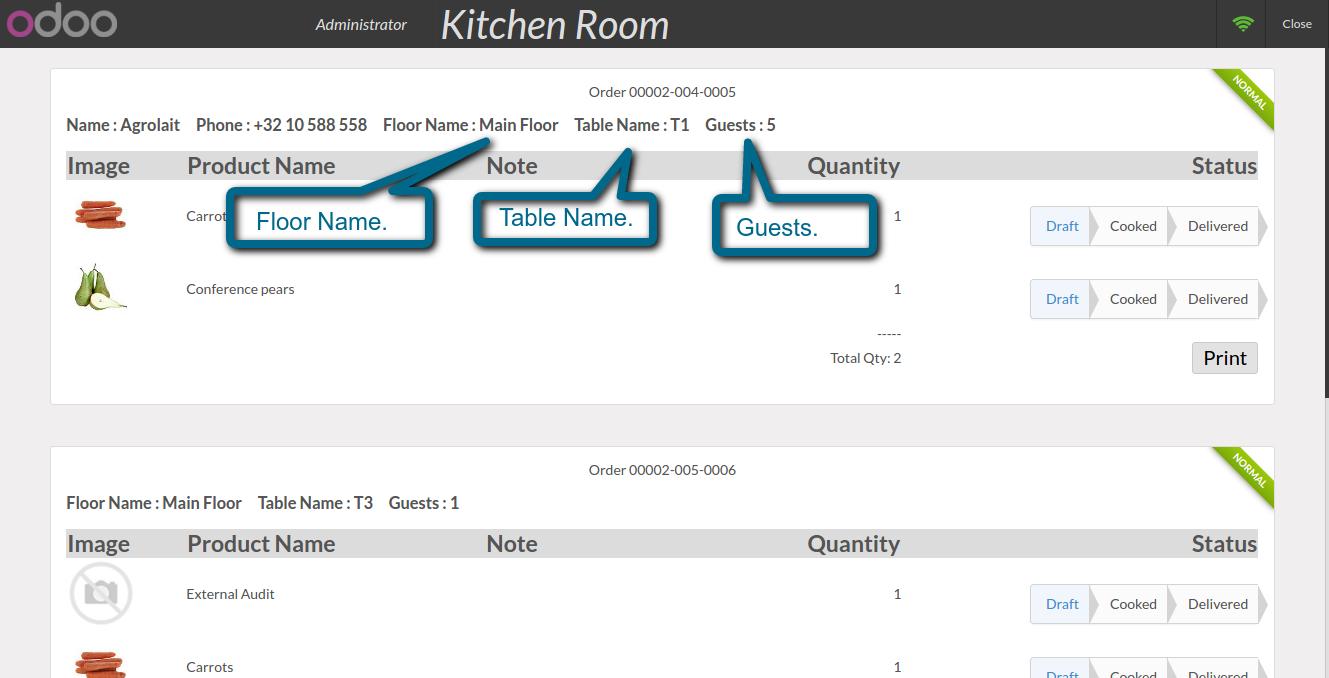 odoo Administrator Kitchen Room Close
Order 00002-004-0005
NORMAL
Name : Agrolait Phone : +32 10 588 558 Floor Name : Main Floor Table Name : T1 Guests : 5
Image Product Name Note Quantity Status
Floor Name.
Table Name.
Guests.
Carrot 1 Draft Cooked Delivered
Conference pears 1 Draft Cooked Delivered
-----
Total Qty: 2 Print
Order 00002-005-0006
NORMAL
Floor Name : Main Floor Table Name : T3 Guests : 1
Image Product Name Note Quantity Status
External Audit 1 Draft Cooked Delivered
Carrots 1 Draft Cooked Delivered